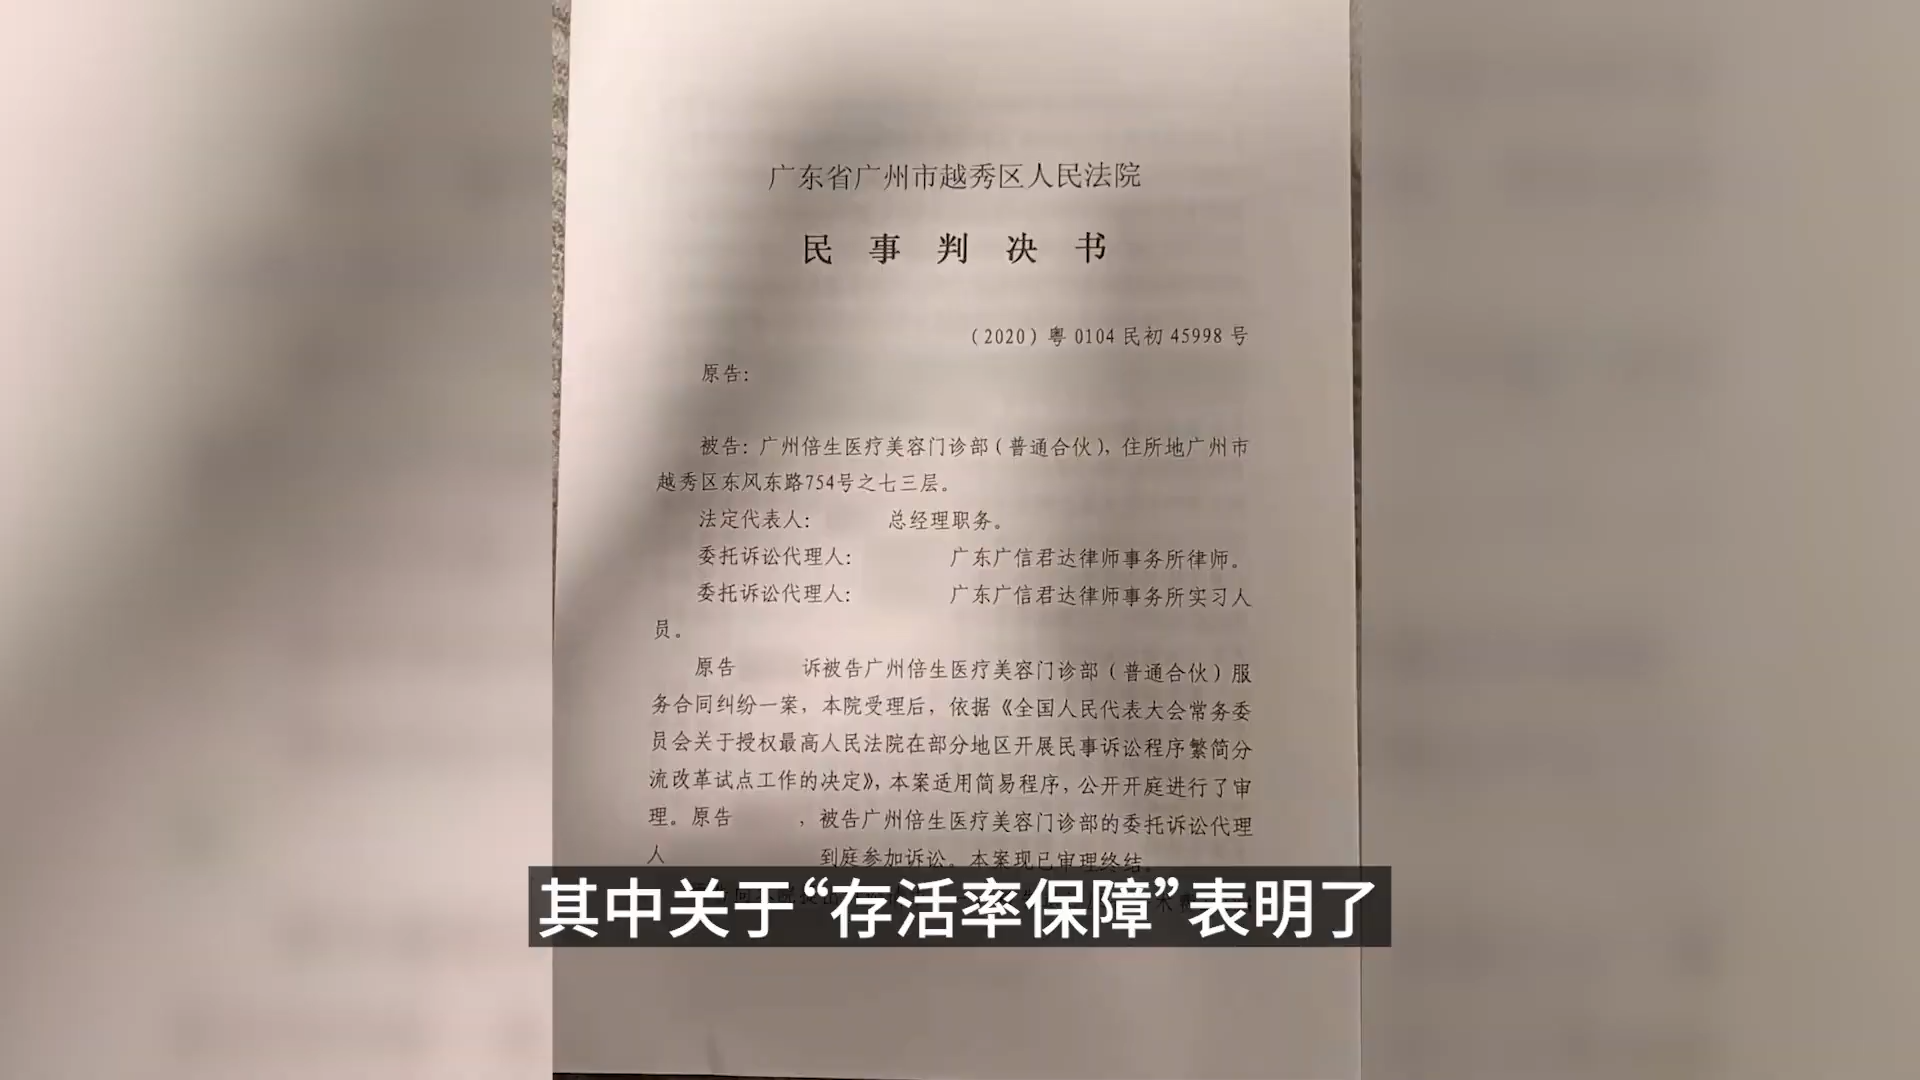 广东省广州市越秀区人民法院
民事判决书
（2020）粤 0104 民初 45998 号
原告：
被告：广州倍生医疗美容门诊部（普通合伙），住所地广州市
越秀区东风东路754号之七三层。
法定代表人： 总经理职务。
委托诉讼代理人： 广东广信君达律师事务所律师。
委托诉讼代理人： 广东广信君达律师事务所实习人
员。
原告 诉被告广州倍生医疗美容门诊部（普通合伙）服
务合同纠纷一案，本院受理后，依据《全国人民代表大会常务委
员会关于授权最高人民法院在部分地区开展民事诉讼程序繁简分
流改革试点工作的决定》，本案适用简易程序，公开开庭进行了审
理。原告 ，被告广州倍生医疗美容门诊部的委托诉讼代理
人 到庭参加诉讼。本案现已审理终结。
其中关于“存活率保障”表明了